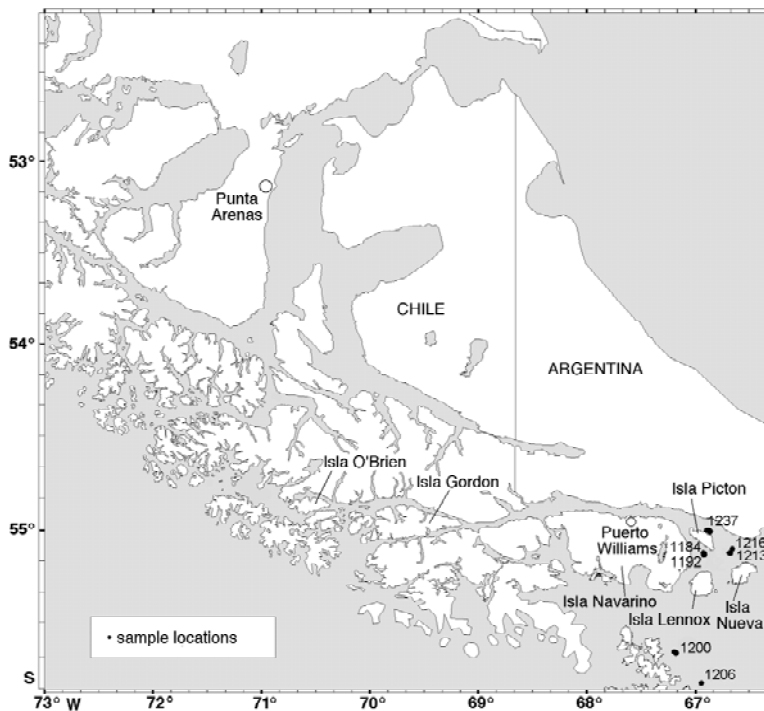 53°
Punta
Arenas
CHILE
54°
ARGENTINA
Isla O'Brien
Isla Gordon
Isla Picton
1237
55°
Puerto
Williams
1184
1192
1216
1213
Isla Navarino
Isla Lennox
Isla
Nueva
• sample locations
1200
S
1206
73° W
72°
71°
70°
69°
68°
67°